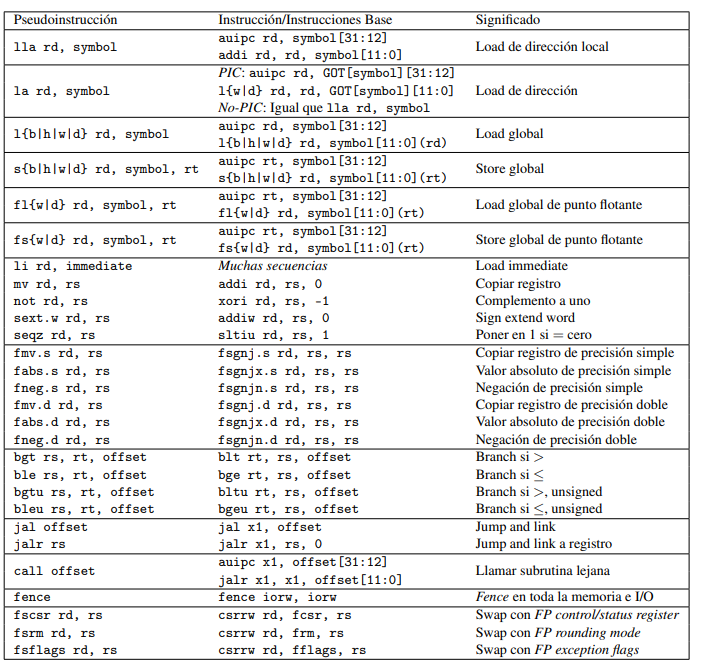 Pseudoinstrucción Instrucción/Instrucciones Base Significado
lla rd, symbol auipc rd, symbol[31:12] Load de dirección local
addi rd, rd, symbol[11:0]
la rd, symbol PIC: auipc rd, GOT[symbol][31:12] Load de dirección
l{w|d} rd, rd, GOT[symbol][11:0]
No-PIC: Igual que lla rd, symbol
l{b|h|w|d} rd, symbol auipc rd, symbol[31:12] Load global
l{b|h|w|d} rd, symbol[11:0](rd)
s{b|h|w|d} rd, symbol, rt auipc rt, symbol[31:12] Store global
s{b|h|w|d} rd, symbol[11:0](rt)
fl{w|d} rd, symbol, rt auipc rt, symbol[31:12] Load global de punto flotante
fl{w|d} rd, symbol[11:0](rt)
fs{w|d} rd, symbol, rt auipc rt, symbol[31:12] Store global de punto flotante
fs{w|d} rd, symbol[11:0](rt)
li rd, immediate Muchas secuencias Load immediate
mv rd, rs addi rd, rs, 0 Copiar registro
not rd, rs xori rd, rs, -1 Complemento a uno
sext.w rd, rs addiw rd, rs, 0 Sign extend word
seqz rd, rs sltiu rd, rs, 1 Poner en 1 si = cero
fmv.s rd, rs fsgnj.s rd, rs, rs Copiar registro de precisión simple
fabs.s rd, rs fsgnjx.s rd, rs, rs Valor absoluto de precisión simple
fneg.s rd, rs fsgnjn.s rd, rs, rs Negación de precisión simple
fmv.d rd, rs fsgnj.d rd, rs, rs Copiar registro de precisión doble
fabs.d rd, rs fsgnjx.d rd, rs, rs Valor absoluto de precisión doble
fneg.d rd, rs fsgnjn.d rd, rs, rs Negación de precisión doble
bgt rs, rt, offset blt rt, rs, offset Branch si >
ble rs, rt, offset bge rt, rs, offset Branch si ≤
bgtu rs, rt, offset bltu rt, rs, offset Branch si >, unsigned
bleu rs, rt, offset bgeu rt, rs, offset Branch si ≤, unsigned
jal offset jal x1, offset Jump and link
jalr rs jalr x1, rs, 0 Jump and link a registro
call offset auipc x1, offset[31:12] Llamar subrutina lejana
jalr x1, x1, offset[11:0]
fence fence iorw, iorw Fence en toda la memoria e I/O
fscsr rd, rs csrrw rd, fcsr, rs Swap con FP control/status register
fsrm rd, rs csrrw rd, frm, rs Swap con FP rounding mode
fsflags rd, rs csrrw rd, fflags, rs Swap con FP exception flags